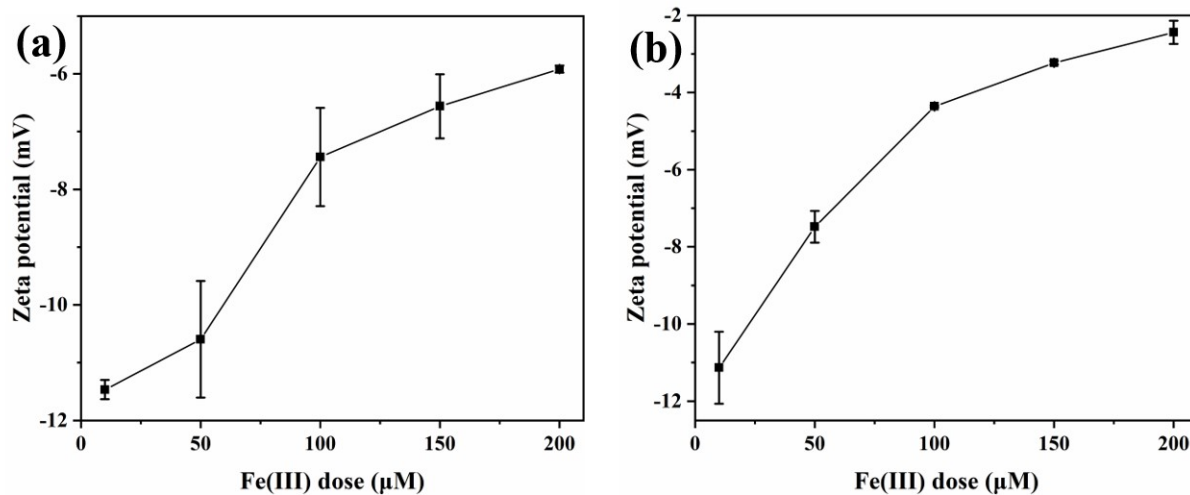 (a)
Zeta potential (mV)
-6
-8
-10
-12
0 50 100 150 200
Fe(III) dose (μM)
(b)
Zeta potential (mV)
-2
-4
-6
-8
-10
-12
0 50 100 150 200
Fe(III) dose (μM)